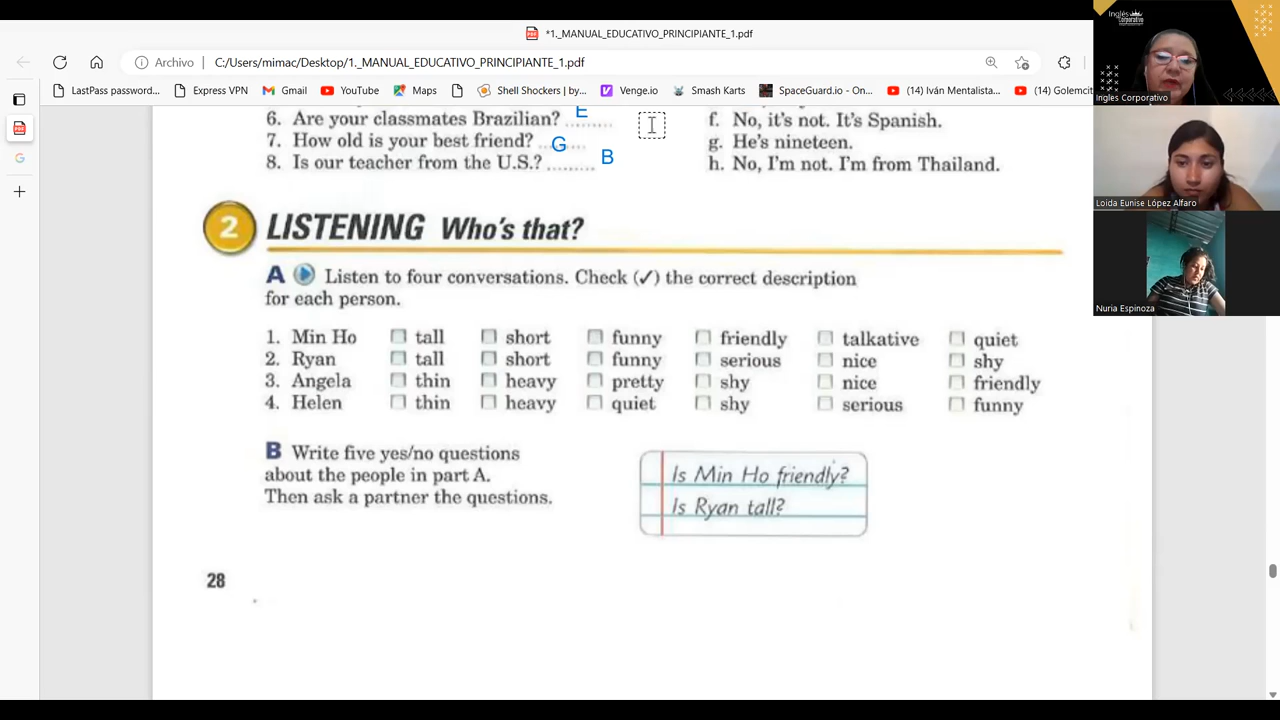 *1._MANUAL_EDUCATIVO_PRINCIPIANTE_1.pdf
Archivo C:/Users/mimac/Desktop/1._MANUAL_EDUCATIVO_PRINCIPIANTE_1.pdf
LastPass password... Express VPN Gmail YouTube Maps Shell Shockers | by... Venge.io Smash Karts SpaceGuard.io - On... (14) Iván Mentalista... (14) Golemcit
Inglés Corporativo
Ingles Corporativo
Loida Eunise López Alfaro
Nuria Espinoza
6. Are your classmates Brazilian? ......... E
7. How old is your best friend? ......... G
8. Is our teacher from the U.S.? ......... B
f. No, it's not. It's Spanish.
g. He's nineteen.
h. No, I'm not. I'm from Thailand.
2 LISTENING Who's that?
A Listen to four conversations. Check (✓) the correct description
for each person.
1. Min Ho tall short funny friendly talkative quiet
2. Ryan tall short funny serious nice shy
3. Angela thin heavy pretty shy nice friendly
4. Helen thin heavy quiet shy serious funny
B Write five yes/no questions
about the people in part A.
Then ask a partner the questions.
Is Min Ho friendly?
Is Ryan tall?
28